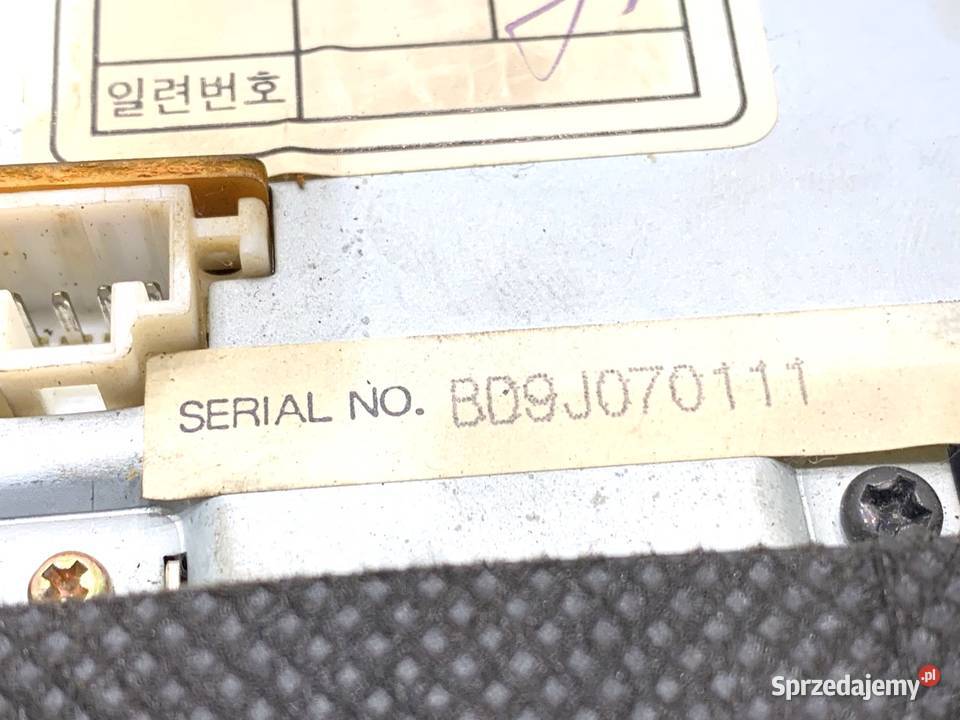 일련번호
SERIAL NO. BD9J070111
Sprzedajemy.pl